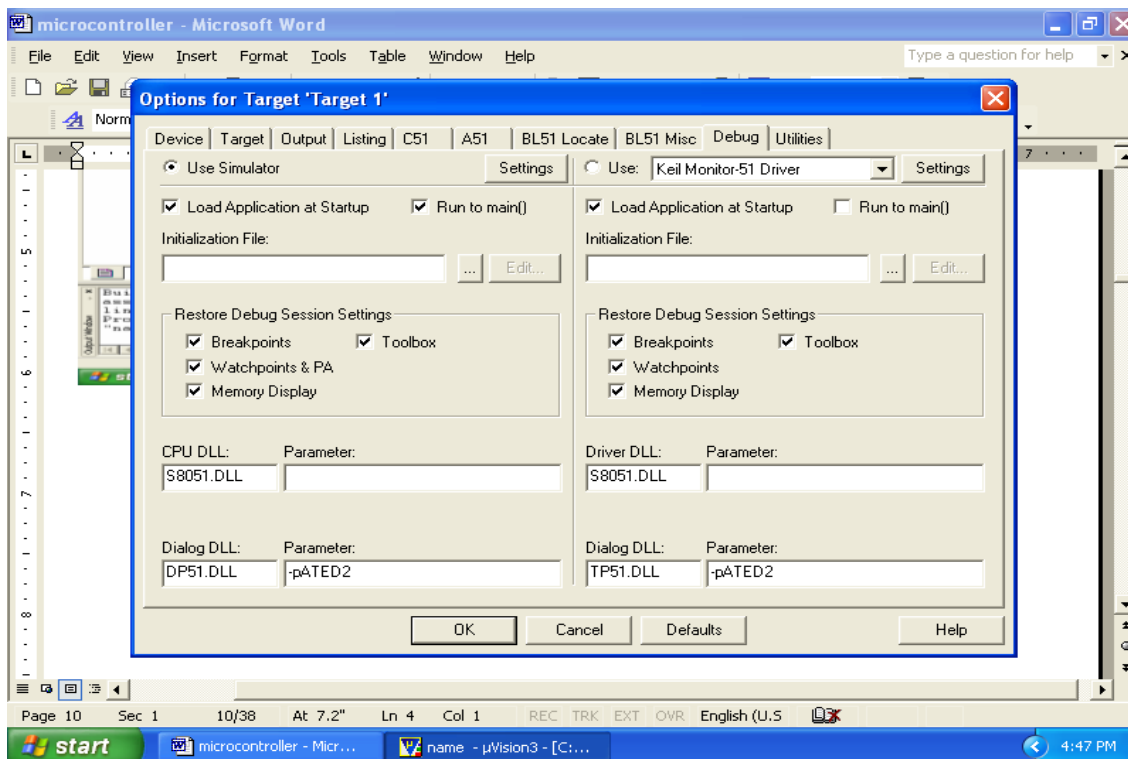 microcontroller - Microsoft Word
File Edit View Insert Format Tools Table Window Help
Type a question for help
Options for Target 'Target 1'
Norm
Device Target Output Listing C51 A51 BL51 Locate BL51 Misc Debug Utilities
L
7
Use Simulator Settings Use: Keil Monitor-51 Driver Settings
Load Application at Startup Run to main() Load Application at Startup Run to main()
Initialization File: Initialization File:
5
... Edit... ... Edit...
Restore Debug Session Settings Restore Debug Session Settings
Output Window
Breakpoints Toolbox Breakpoints Toolbox
Watchpoints & PA Watchpoints
6
Memory Display Memory Display
CPU DLL: Parameter: Driver DLL: Parameter:
S8051.DLL S8051.DLL
7
Dialog DLL: Parameter: Dialog DLL: Parameter:
DP51.DLL -pATED2 TP51.DLL -pATED2
8
OK Cancel Defaults Help
Page 10 Sec 1 10/38 At 7.2" Ln 4 Col 1 REC TRK EXT OVR English (U.S
start microcontroller - Micr... name - µVision3 - [C:... 4:47 PM